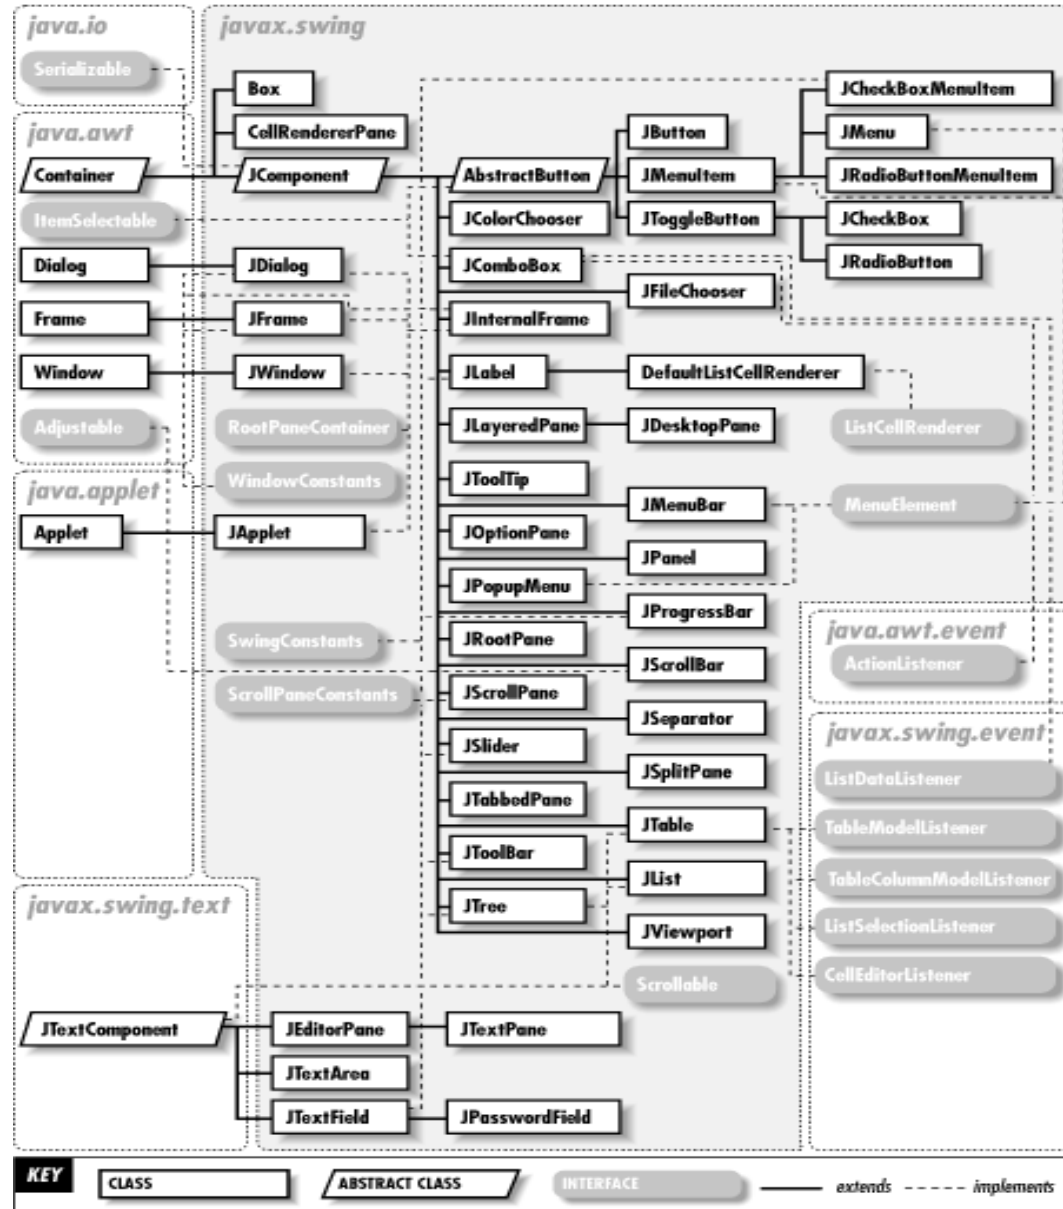 java.io
javax.swing
Serializable
Box
JCheckBoxMenuItem
java.awt
CellRendererPane
JButton
JMenu
Container
JComponent
AbstractButton
JMenuItem
JRadioButtonMenuItem
ItemSelectable
JColorChooser
JToggleButton
JCheckBox
Dialog
JDialog
JComboBox
JRadioButton
JFileChooser
Frame
JFrame
JInternalFrame
Window
JWindow
JLabel
DefaultListCellRenderer
Adjustable
RootPaneContainer
JLayeredPane
JDesktopPane
ListCellRenderer
java.applet
WindowConstants
JToolTip
JMenuBar
MenuElement
Applet
JApplet
JOptionPane
JPanel
JPopupMenu
JProgressBar
java.awt.event
SwingConstants
JRootPane
JScrollBar
ActionListener
ScrollPaneConstants
JScrollPane
JSeparator
javax.swing.event
JSlider
JSplitPane
ListDataListener
JTabbedPane
JTable
TableModelListener
JToolBar
JList
TableColumnModelListener
javax.swing.text
JTree
JViewport
ListSelectionListener
Scrollable
CellEditorListener
JTextComponent
JEditorPane
JTextPane
JTextArea
JTextField
JPasswordField
KEY
CLASS
ABSTRACT CLASS
INTERFACE
extends
implements